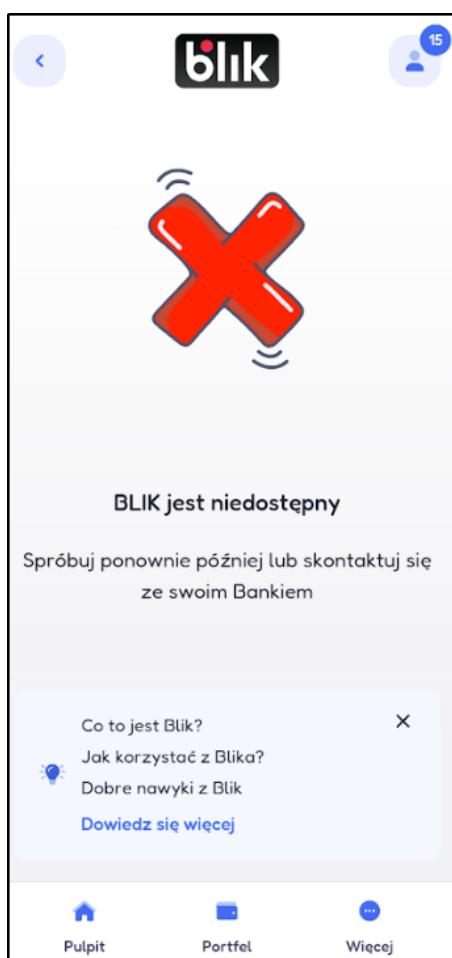 15
blik
BLIK jest niedostępny
Spróbuj ponownie później lub skontaktuj się
ze swoim Bankiem
Co to jest Blik?
Jak korzystać z Blika?
Dobre nawyki z Blik
Dowiedz się więcej
Pulpit
Portfel
Więcej